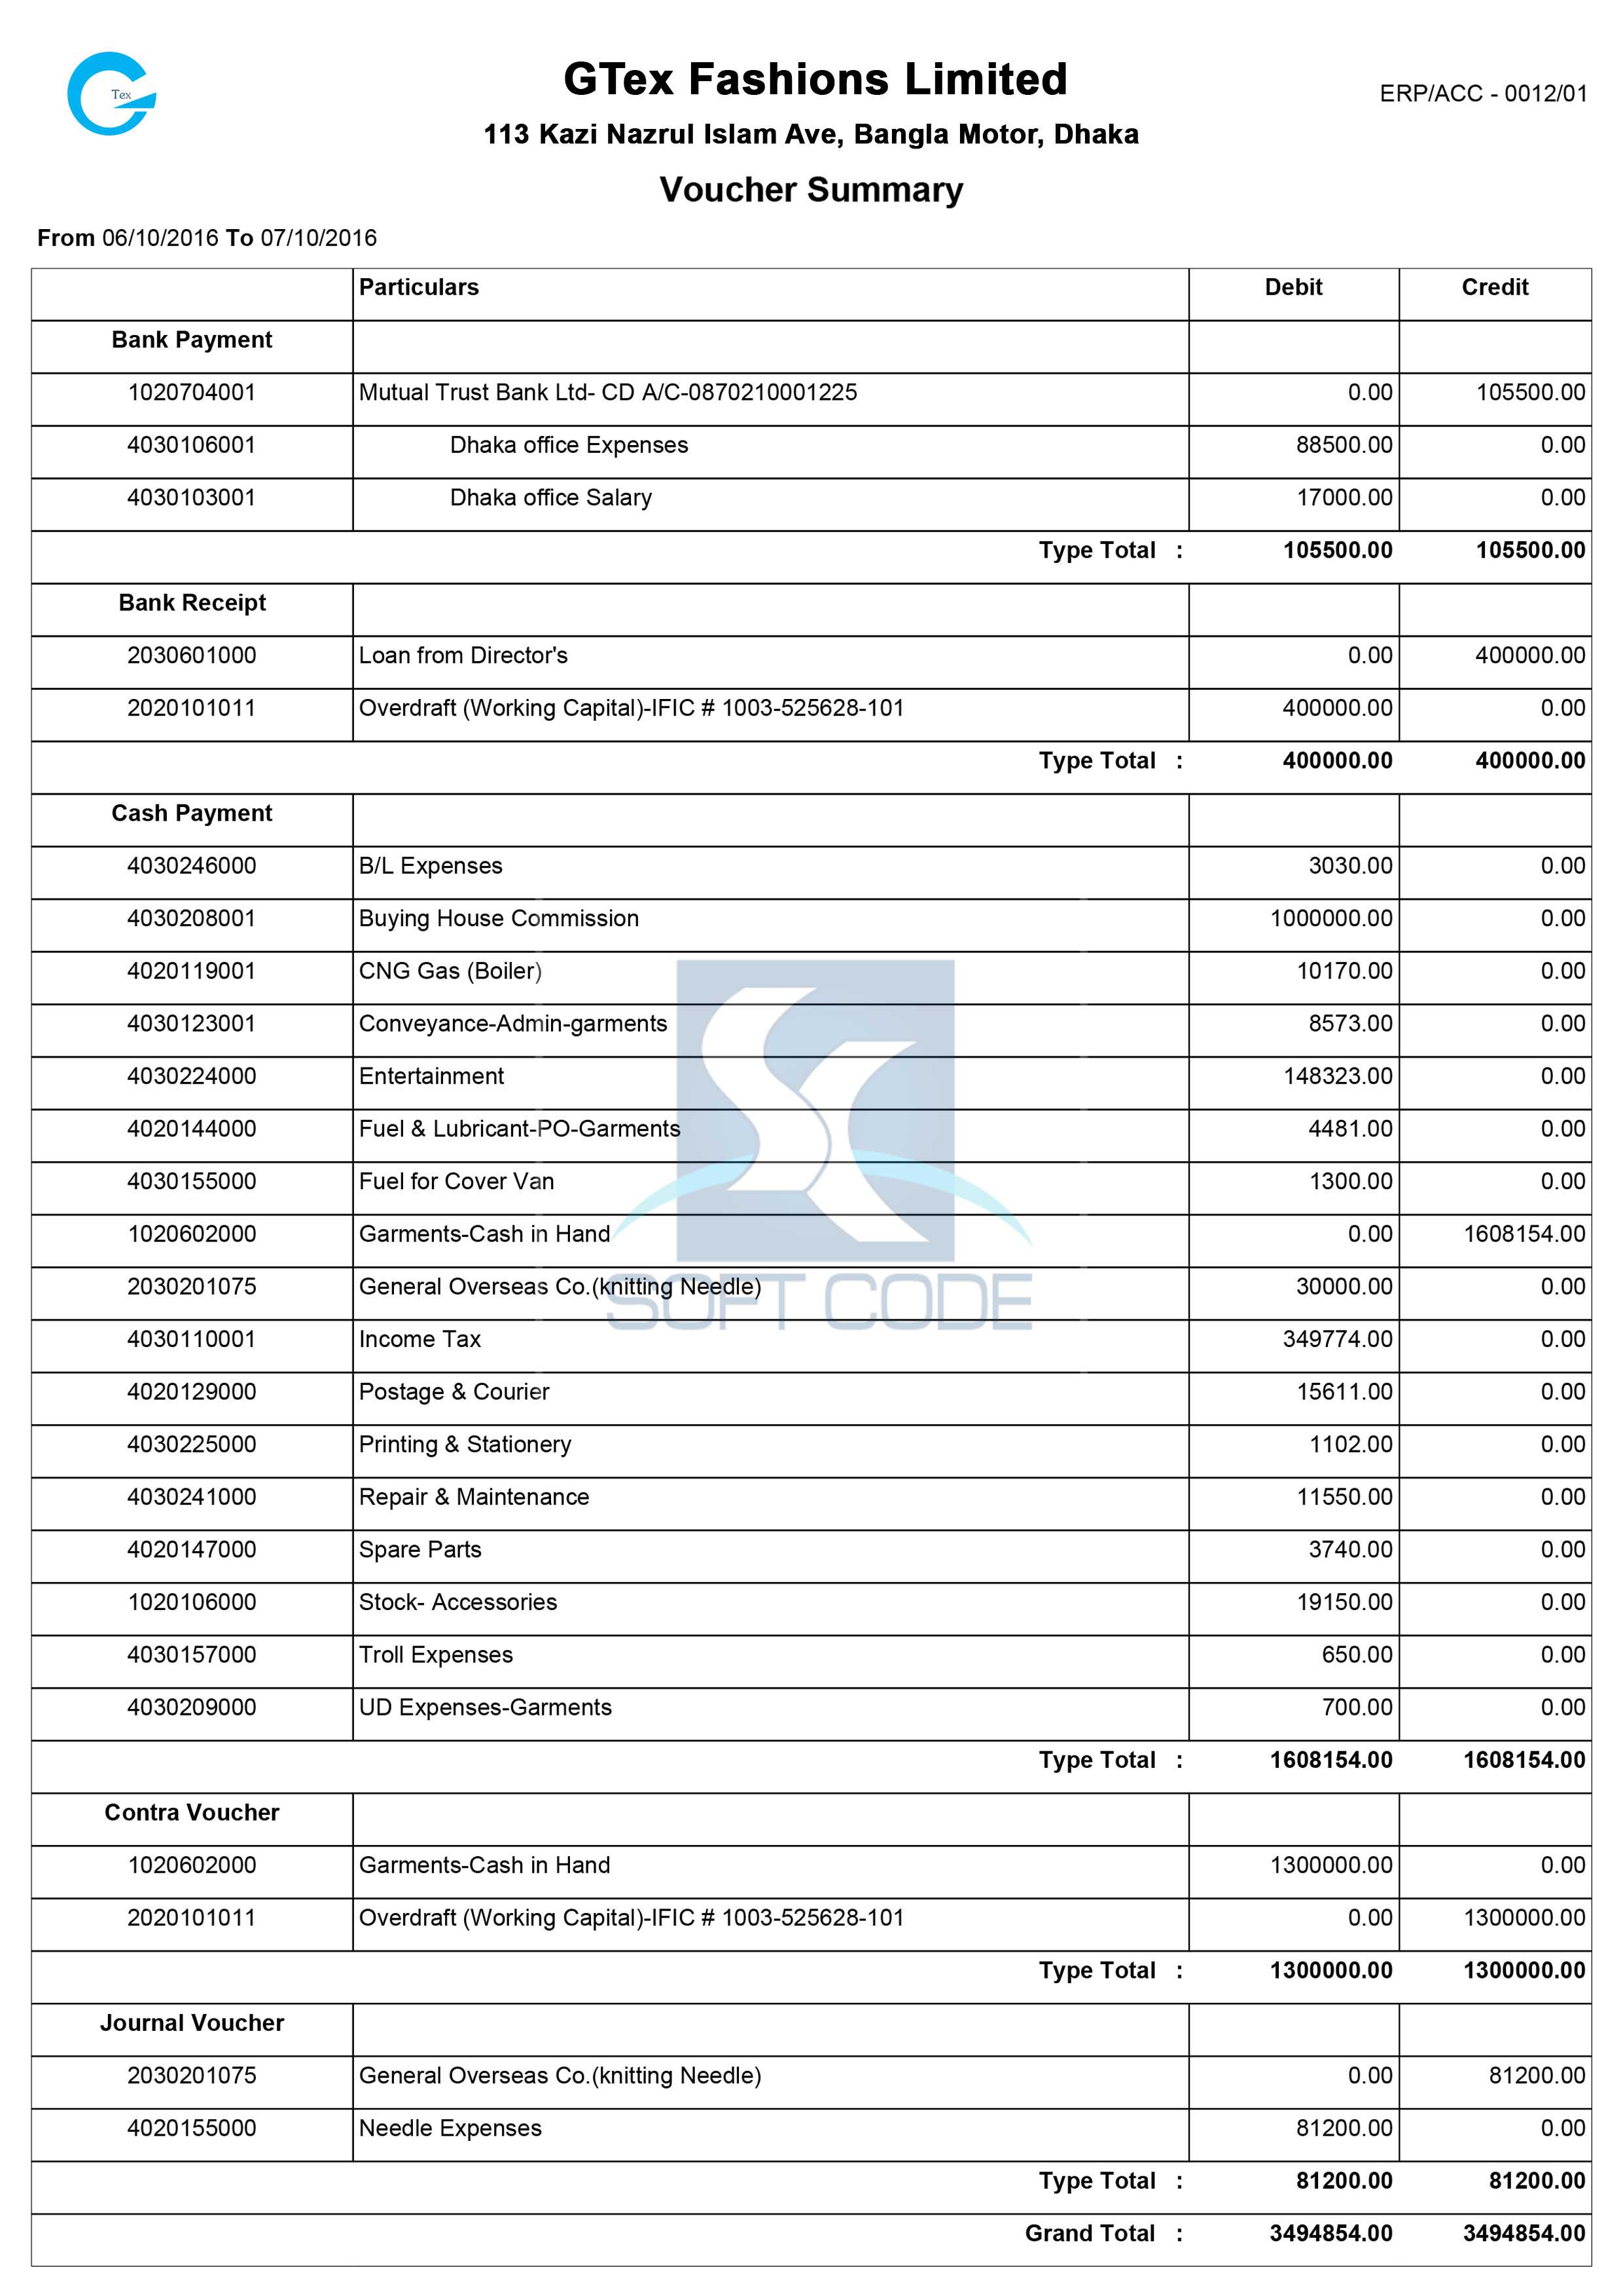 Tex
GTex Fashions Limited
ERP/ACC - 0012/01
113 Kazi Nazrul Islam Ave, Bangla Motor, Dhaka
Voucher Summary
From 06/10/2016 To 07/10/2016
Particulars Debit Credit
Bank Payment
1020704001 Mutual Trust Bank Ltd- CD A/C-0870210001225 0.00 105500.00
4030106001 Dhaka office Expenses 88500.00 0.00
4030103001 Dhaka office Salary 17000.00 0.00
Type Total : 105500.00 105500.00
Bank Receipt
2030601000 Loan from Director's 0.00 400000.00
2020101011 Overdraft (Working Capital)-IFIC # 1003-525628-101 400000.00 0.00
Type Total : 400000.00 400000.00
Cash Payment
4030246000 B/L Expenses 3030.00 0.00
4030208001 Buying House Commission 1000000.00 0.00
4020119001 CNG Gas (Boiler) 10170.00 0.00
4030123001 Conveyance-Admin-garments 8573.00 0.00
4030224000 Entertainment 148323.00 0.00
4020144000 Fuel & Lubricant-PO-Garments 4481.00 0.00
4030155000 Fuel for Cover Van 1300.00 0.00
1020602000 Garments-Cash in Hand 0.00 1608154.00
2030201075 General Overseas Co.(knitting Needle) 30000.00 0.00
SOFT CODE
4030110001 Income Tax 349774.00 0.00
4020129000 Postage & Courier 15611.00 0.00
4030225000 Printing & Stationery 1102.00 0.00
4030241000 Repair & Maintenance 11550.00 0.00
4020147000 Spare Parts 3740.00 0.00
1020106000 Stock- Accessories 19150.00 0.00
4030157000 Troll Expenses 650.00 0.00
4030209000 UD Expenses-Garments 700.00 0.00
Type Total : 1608154.00 1608154.00
Contra Voucher
1020602000 Garments-Cash in Hand 1300000.00 0.00
2020101011 Overdraft (Working Capital)-IFIC # 1003-525628-101 0.00 1300000.00
Type Total : 1300000.00 1300000.00
Journal Voucher
2030201075 General Overseas Co.(knitting Needle) 0.00 81200.00
4020155000 Needle Expenses 81200.00 0.00
Type Total : 81200.00 81200.00
Grand Total : 3494854.00 3494854.00